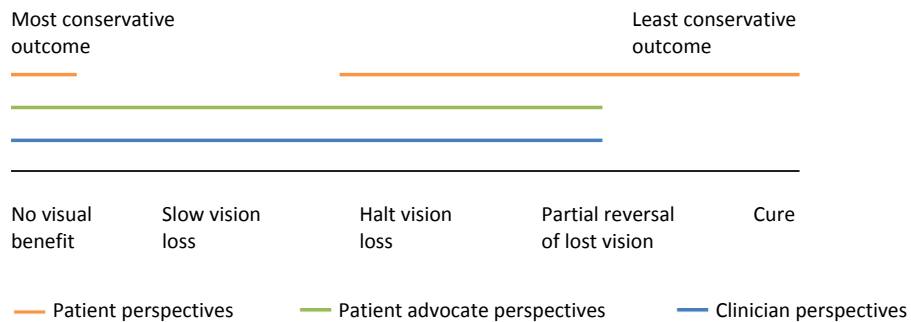 Most conservative
outcome
Least conservative
outcome
No visual
benefit
Slow vision
loss
Halt vision
loss
Partial reversal
of lost vision
Cure
Patient perspectives
Patient advocate perspectives
Clinician perspectives